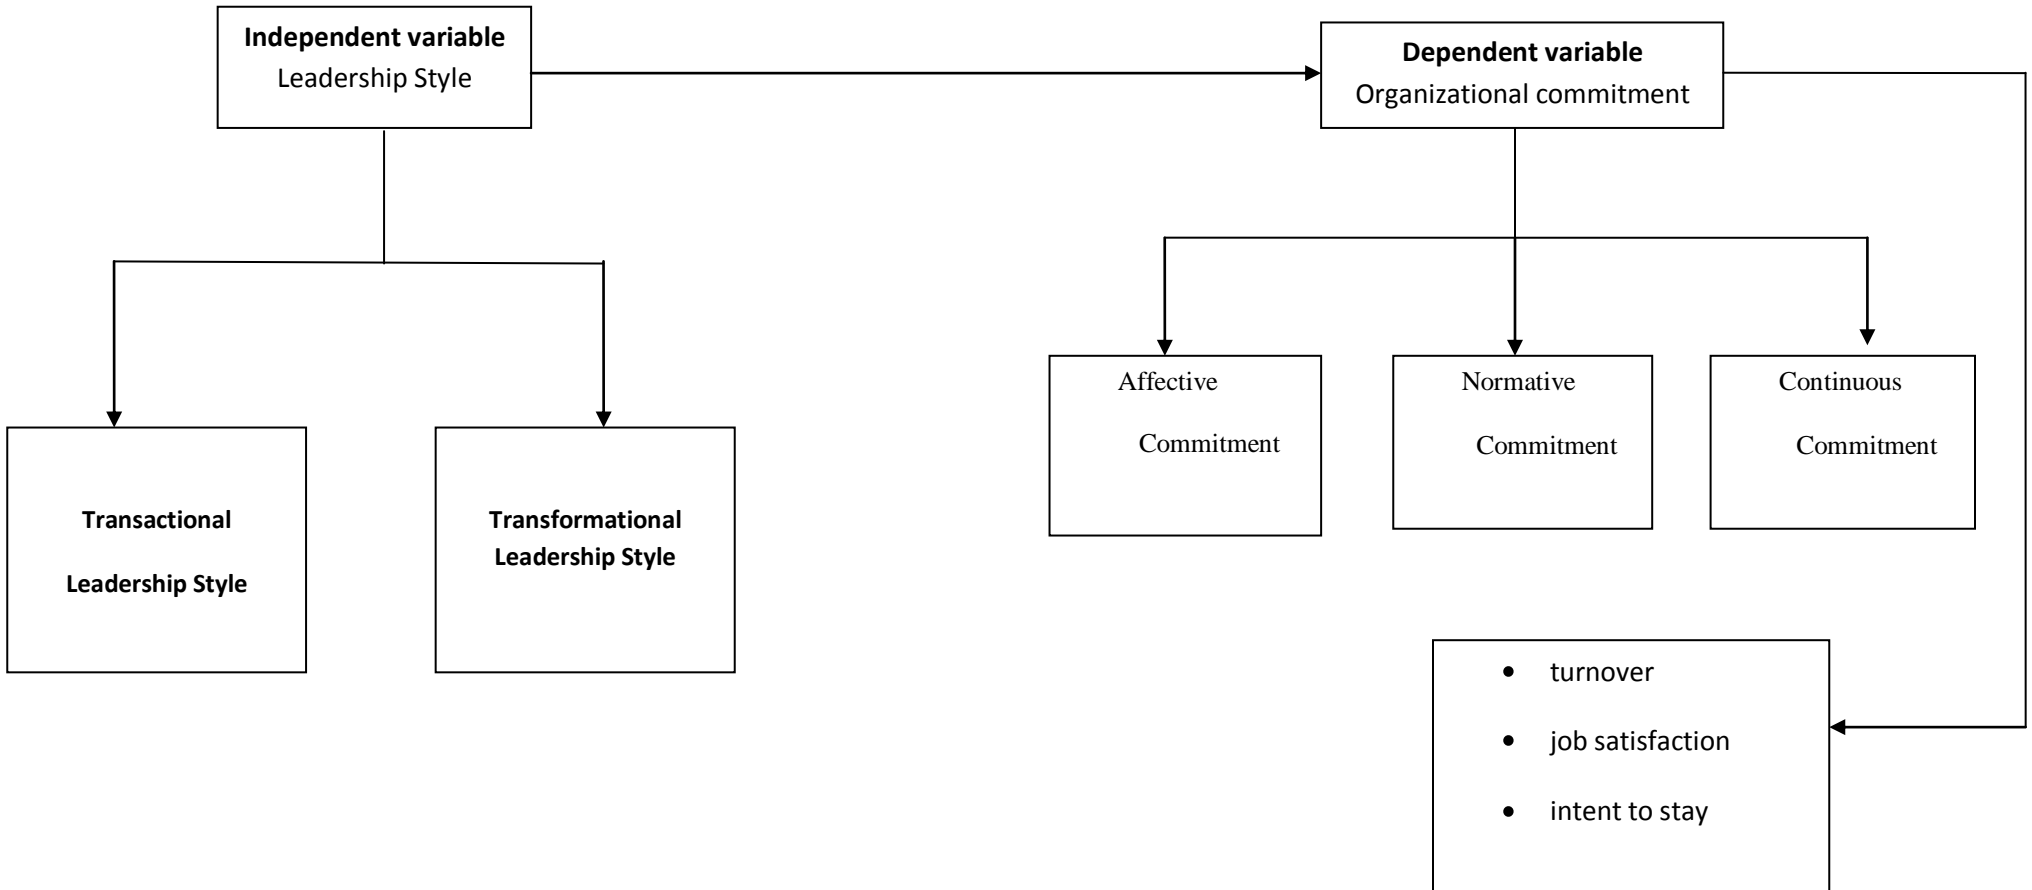 Independent variable
Leadership Style
Dependent variable
Organizational commitment
Transactional
Leadership Style
Transformational
Leadership Style
Affective
Commitment
Normative
Commitment
Continuous
Commitment
• turnover
• job satisfaction
• intent to stay